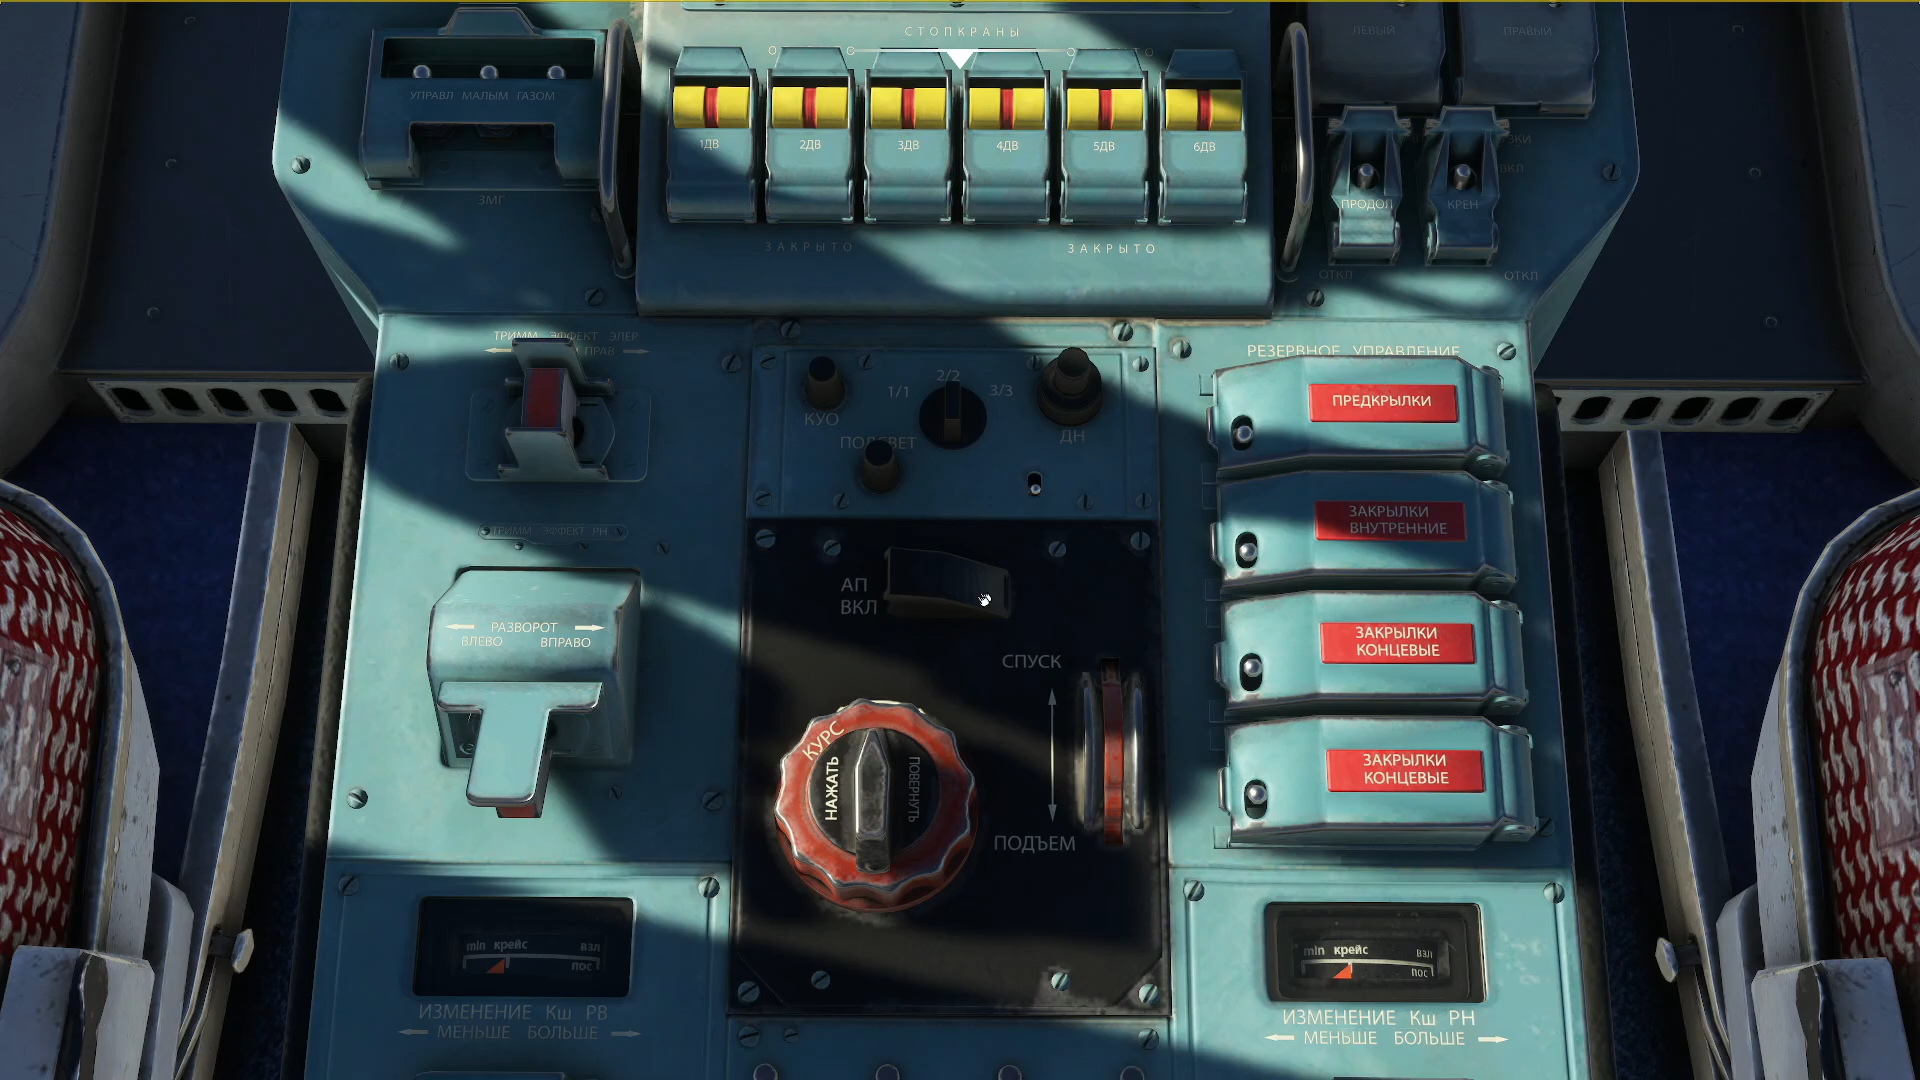 СТОПКРАНЫ
ЛЕВЫЙ
ПРАВЫЙ
УПРАВЛ МАЛЫМ ГАЗОМ
1ДВ
2ДВ
3ДВ
4ДВ
5ДВ
6ДВ
ВКЛ
ЗМГ
ПРОДОЛ
КРЕН
ЗАКРЫТО
ЗАКРЫТО
ОТКЛ
ОТКЛ
ТРИММ ЭФФЕКТ ЭЛЕР
ПРАВ
РЕЗЕРВНОЕ УПРАВЛЕНИЕ
1/1
2/2
3/3
КУО
ДН
ПОДСВЕТ
ПРЕДКРЫЛКИ
ТРИММ ЭФФЕКТ РН
ЗАКРЫЛКИ
ВНУТРЕННИЕ
АП
ВКЛ
РАЗВОРОТ
ВЛЕВО ВПРАВО
ЗАКРЫЛКИ
КОНЦЕВЫЕ
СПУСК
ПОДЪЕМ
КУРС
НАЖАТЬ
ПОВЕРНУТЬ
ЗАКРЫЛКИ
КОНЦЕВЫЕ
min крейс взл
пос
ИЗМЕНЕНИЕ Кш РВ
МЕНЬШЕ БОЛЬШЕ
min крейс взл
пос
ИЗМЕНЕНИЕ Кш РН
МЕНЬШЕ БОЛЬШЕ